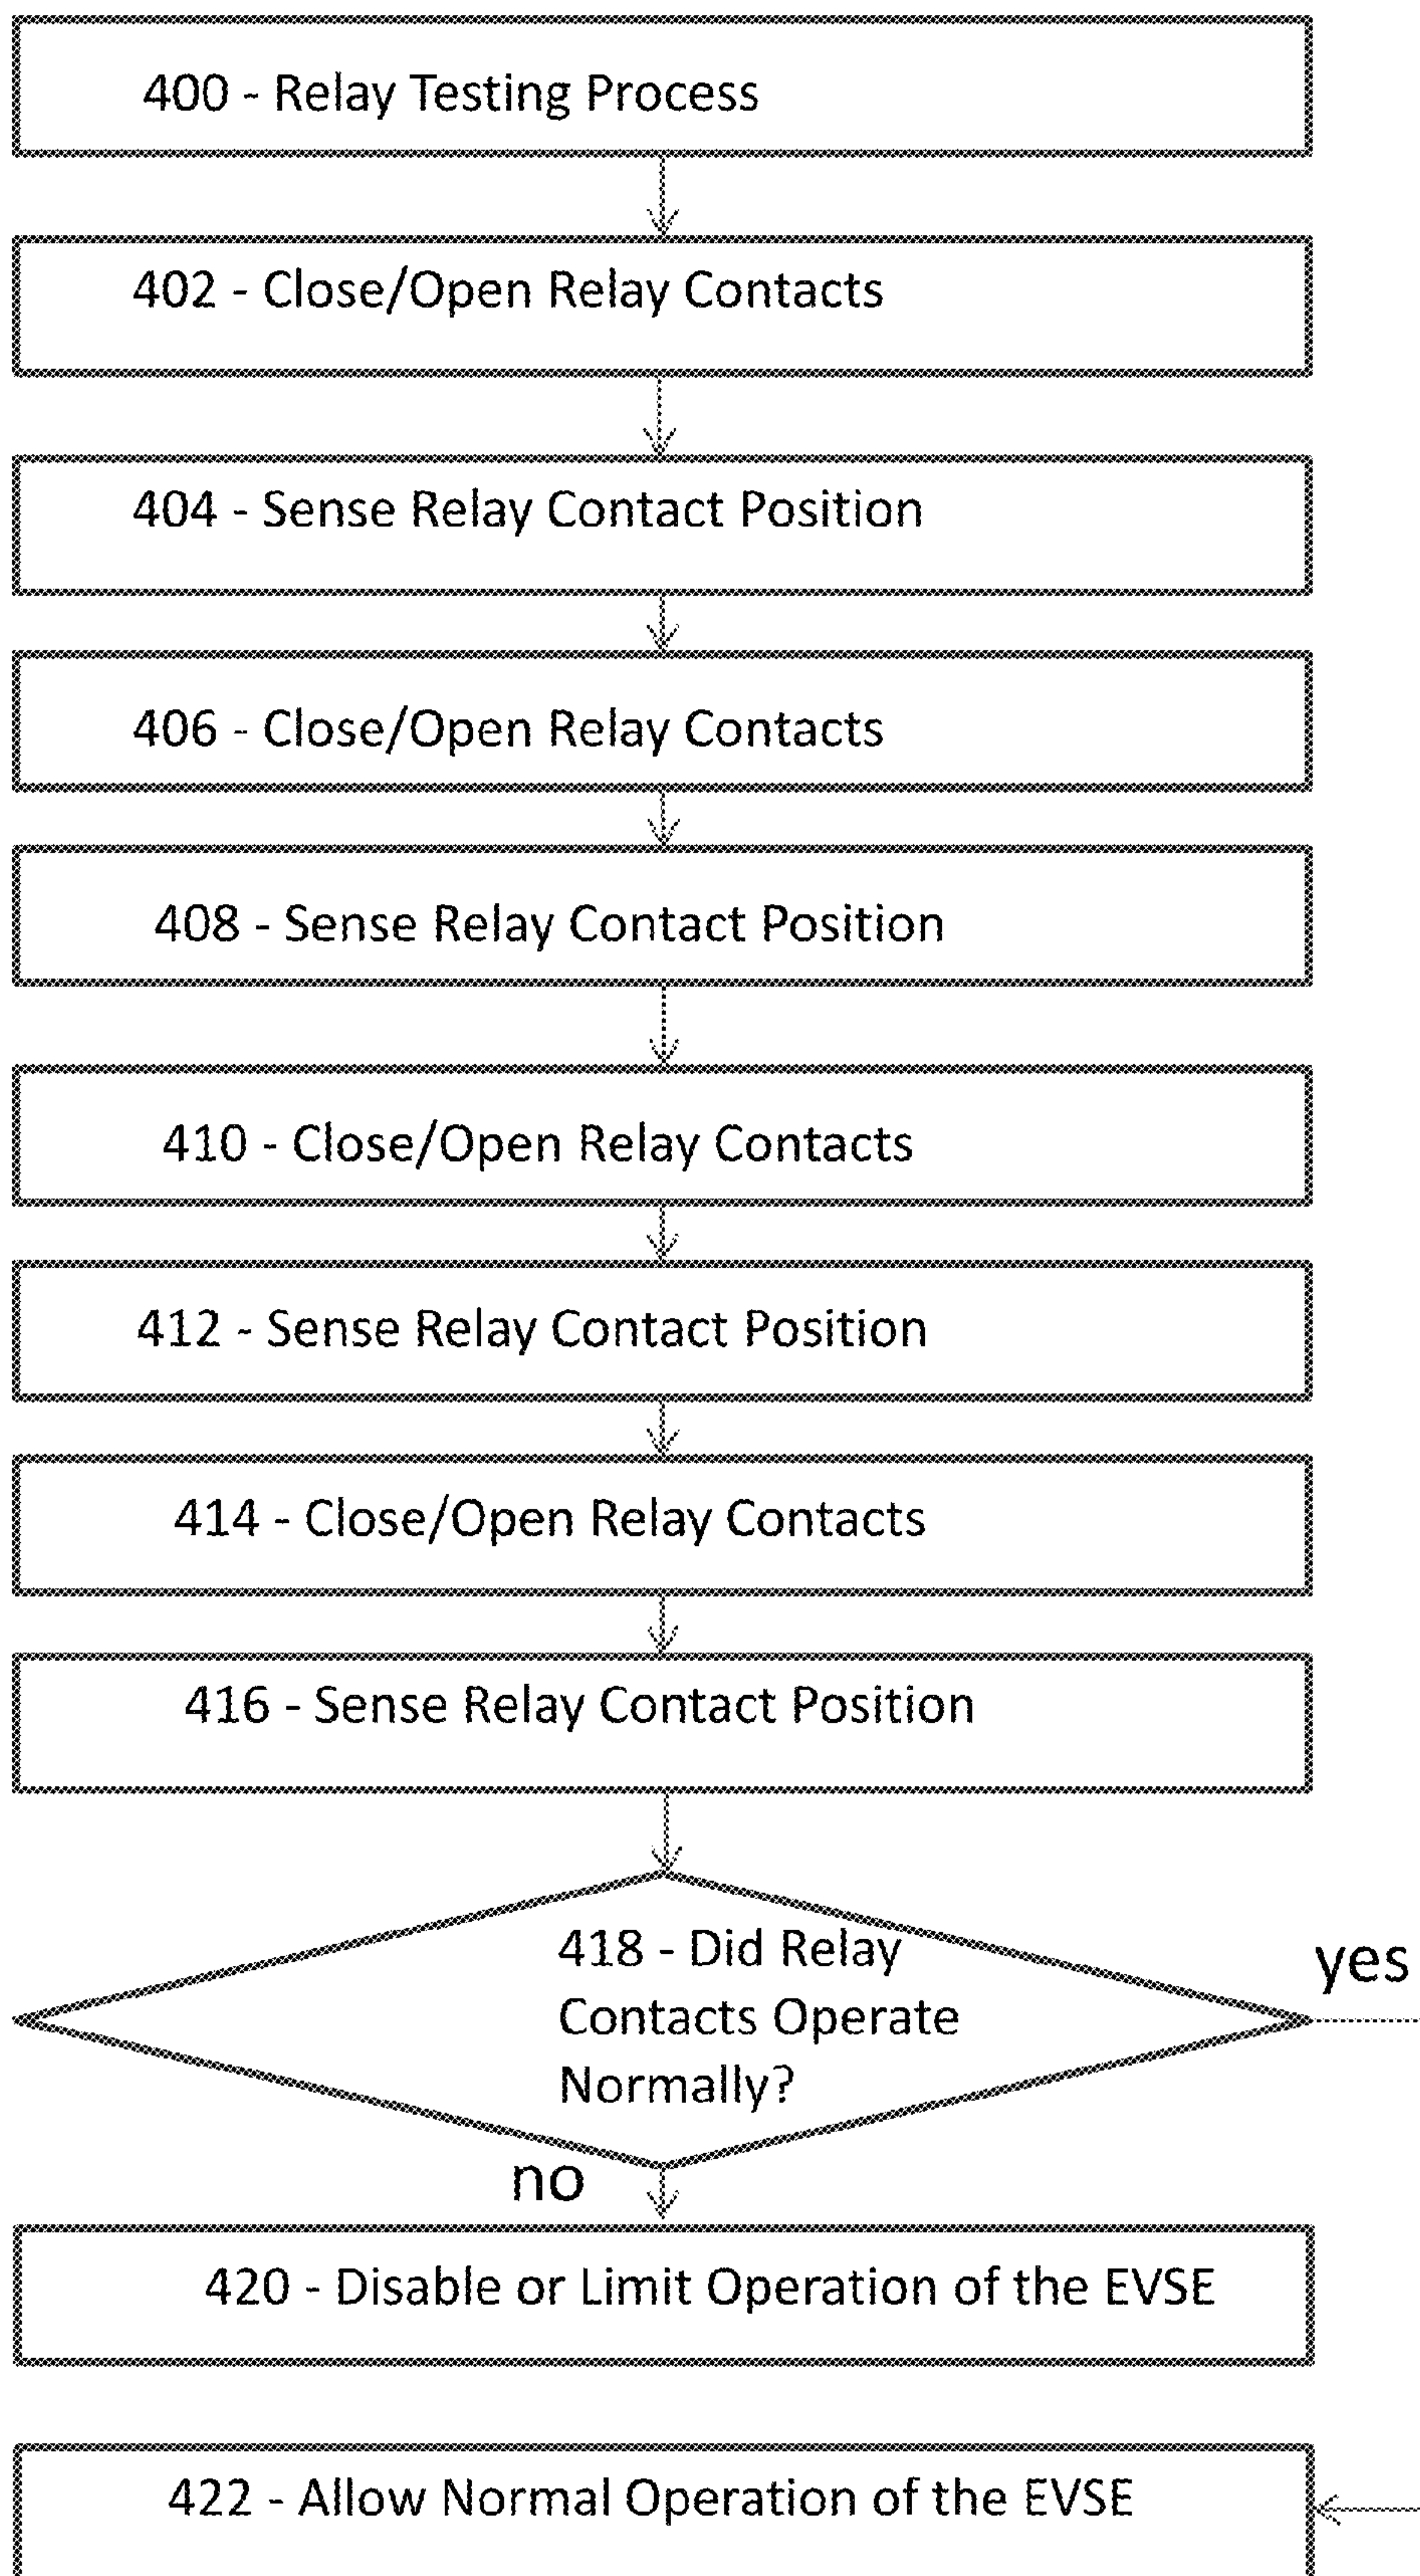 400 - Relay Testing Process
402 - Close/Open Relay Contacts
404 - Sense Relay Contact Position
406 - Close/Open Relay Contacts
408 - Sense Relay Contact Position
410 - Close/Open Relay Contacts
412 - Sense Relay Contact Position
414 - Close/Open Relay Contacts
416 - Sense Relay Contact Position
418 - Did Relay
Contacts Operate
Normally?
yes
no
420 - Disable or Limit Operation of the EVSE
422 - Allow Normal Operation of the EVSE